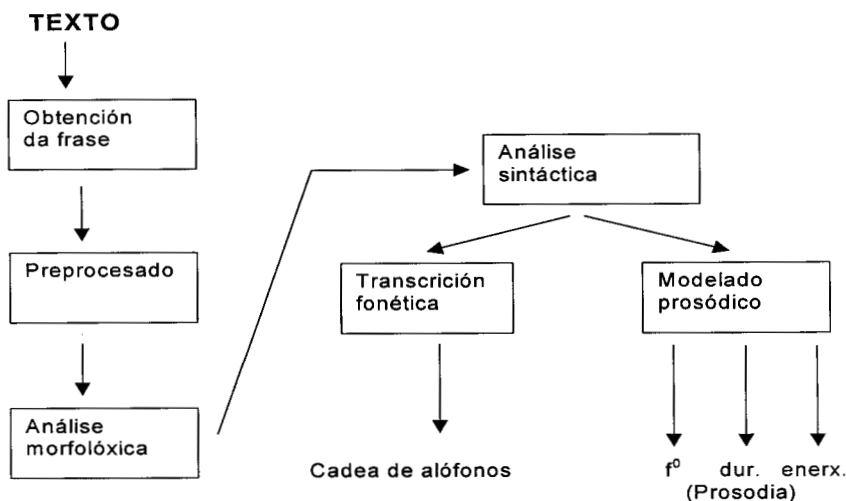 TEXTO
Obtención
da frase
Preprocesado
Análise
morfolóxica
Análise
sintáctica
Transcrición
fonética
Modelado
prosódico
Cadea de alófonos
f⁰ dur. enerx.
(Prosodia)